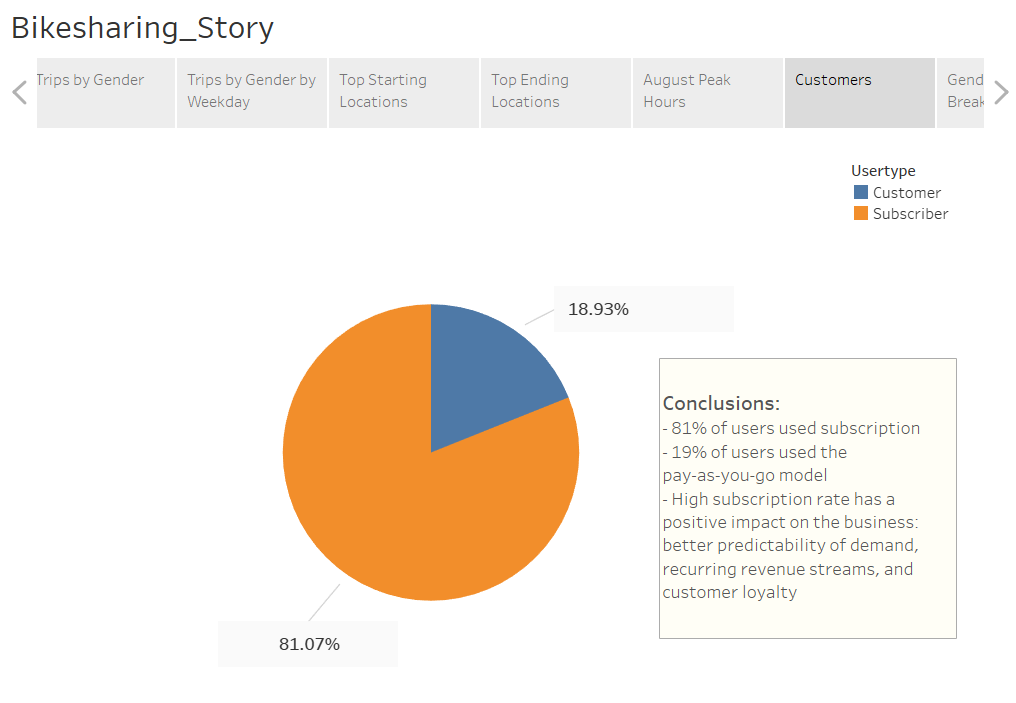 Bikesharing_Story
Trips by Gender
Trips by Gender by
Weekday
Top Starting
Locations
Top Ending
Locations
August Peak
Hours
Customers
Gend
Break
Usertype
Customer
Subscriber
18.93%
81.07%
Conclusions:
- 81% of users used subscription
- 19% of users used the
pay-as-you-go model
- High subscription rate has a
positive impact on the business:
better predictability of demand,
recurring revenue streams, and
customer loyalty